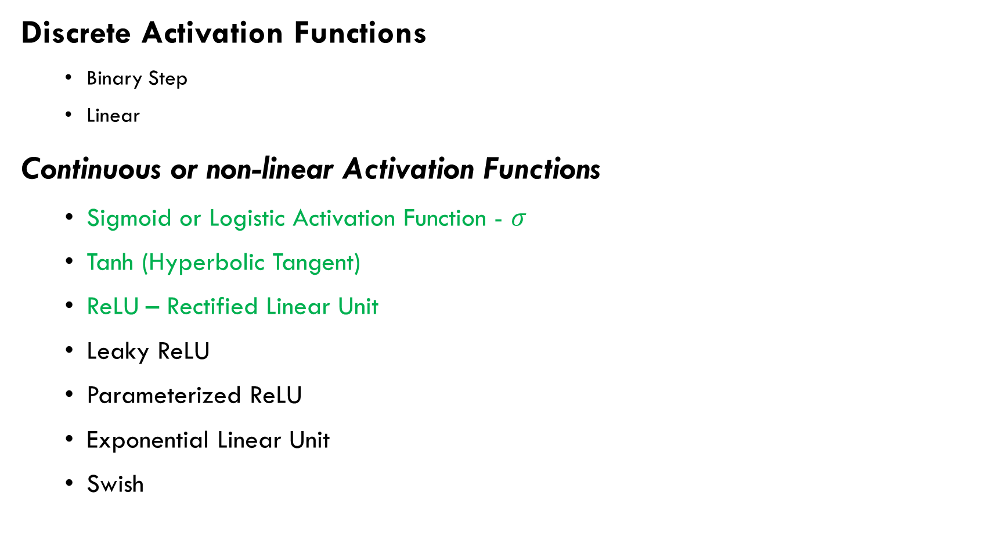 Discrete Activation Functions
• Binary Step
• Linear
Continuous or non-linear Activation Functions
• Sigmoid or Logistic Activation Function - 𝜎
• Tanh (Hyperbolic Tangent)
• ReLU – Rectified Linear Unit
• Leaky ReLU
• Parameterized ReLU
• Exponential Linear Unit
• Swish